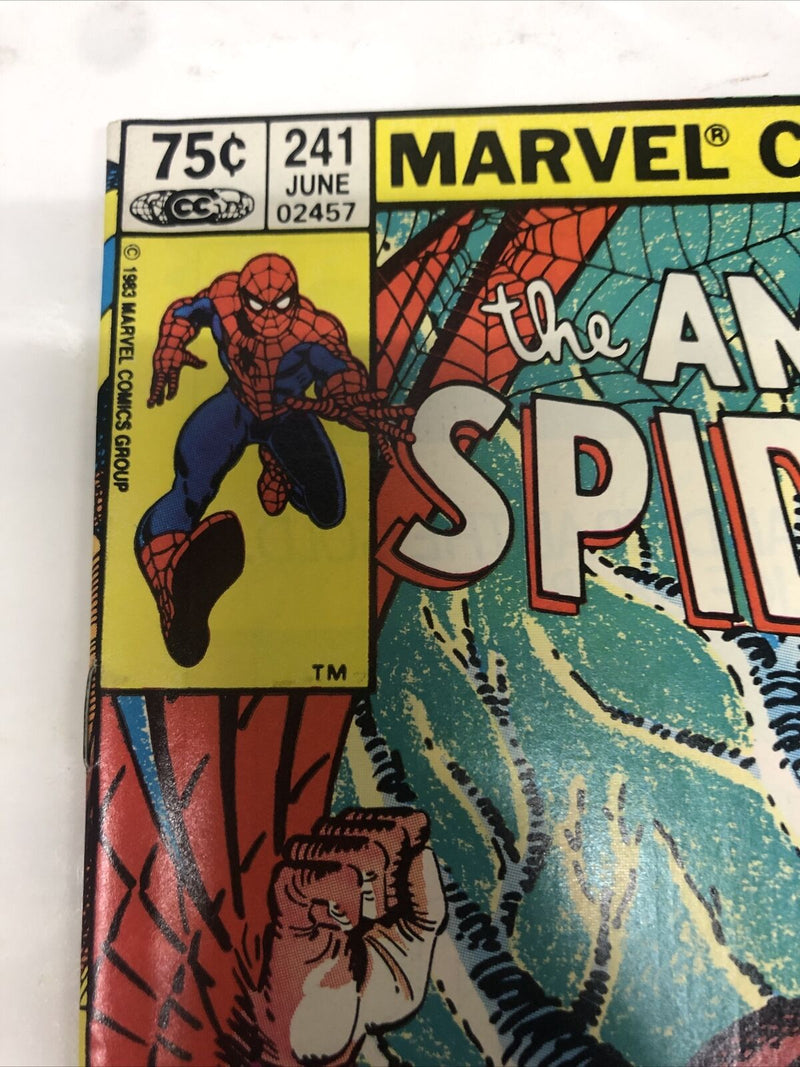 75¢
241
JUNE
02457
CC
MARVEL® C
© 1983 MARVEL COMICS GROUP
the AM
SPID
TM